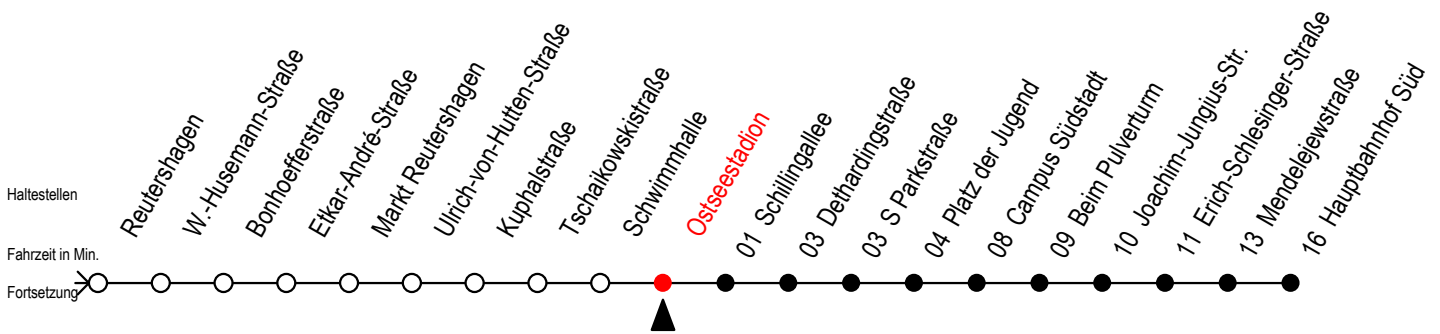 Haltestellen
Fahrzeit in Min.
Fortsetzung
Reutershagen
W.-Husemann-Straße
Bonhoefferstraße
Etkar-André-Straße
Markt Reutershagen
Ulrich-von-Hutten-Straße
Kuphalstraße
Tschaikowskistraße
Schwimmhalle
Ostseestadion
01 Schillingallee
03 Dethardingstraße
03 S Parkstraße
04 Platz der Jugend
08 Campus Südstadt
09 Beim Pulverturm
10 Joachim-Jungius-Str.
11 Erich-Schlesinger-Straße
13 Mendelejewstraße
16 Hauptbahnhof Süd